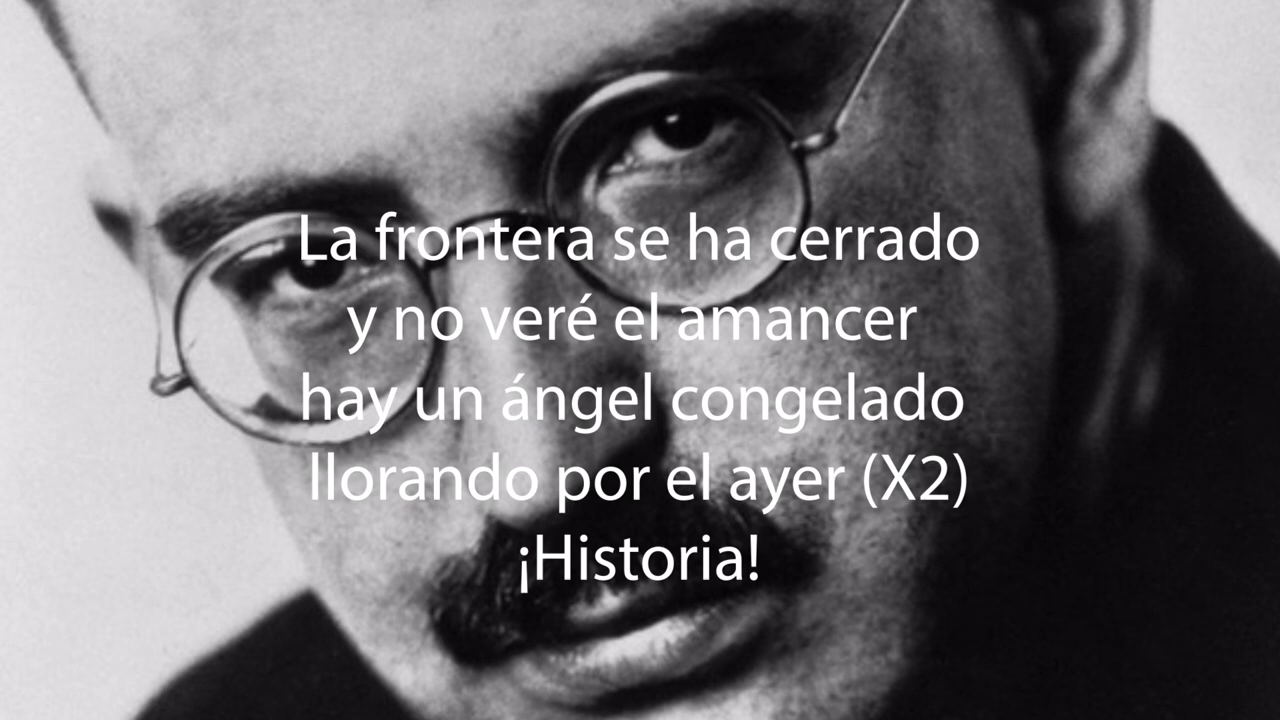 La frontera se ha cerrado
y no veré el amancer
hay un ángel congelado
llorando por el ayer (X2)
¡Historia!